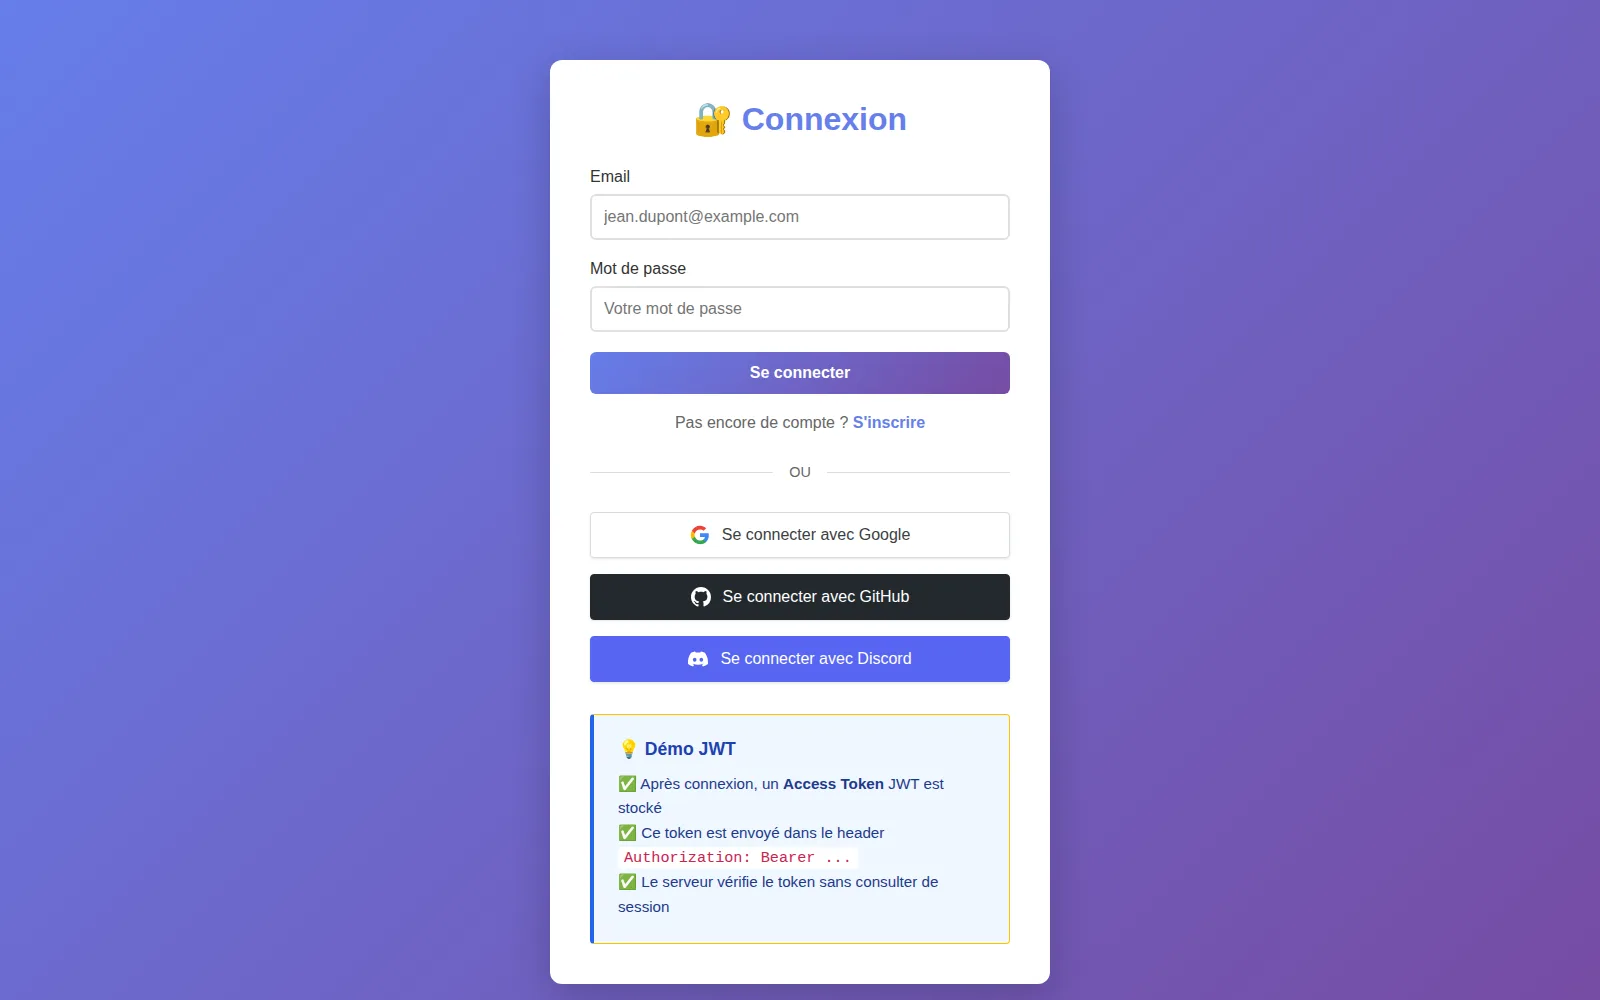 🔐 Connexion
Email
jean.dupont@example.com
Mot de passe
Votre mot de passe
Se connecter
Pas encore de compte ? S'inscrire
OU
Se connecter avec Google
Se connecter avec GitHub
Se connecter avec Discord
💡 Démo JWT
✅ Après connexion, un Access Token JWT est
stocké
✅ Ce token est envoyé dans le header
Authorization: Bearer ...
✅ Le serveur vérifie le token sans consulter de
session